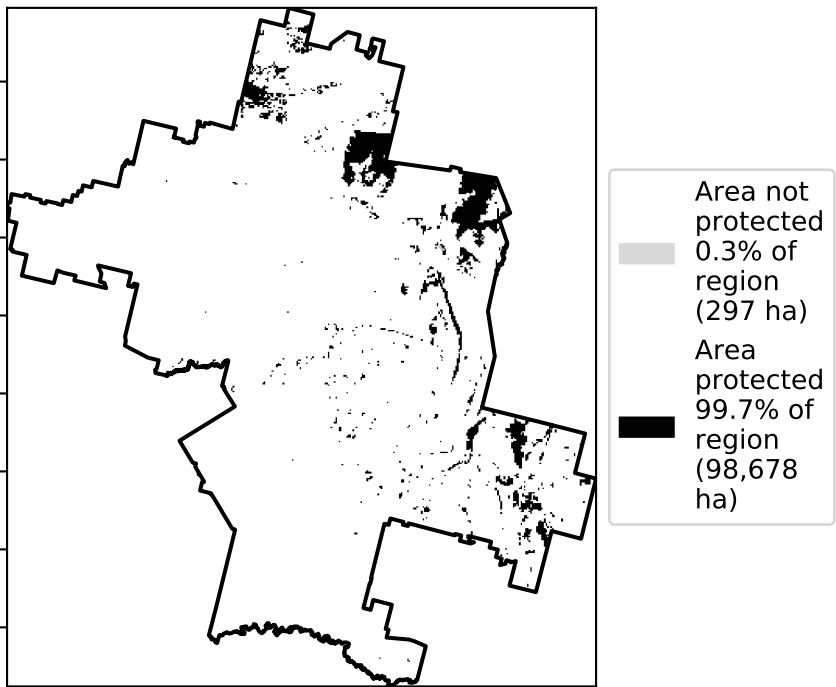 Area not
protected
0.3% of
region
(297 ha)
Area
protected
99.7% of
region
(98,678
ha)